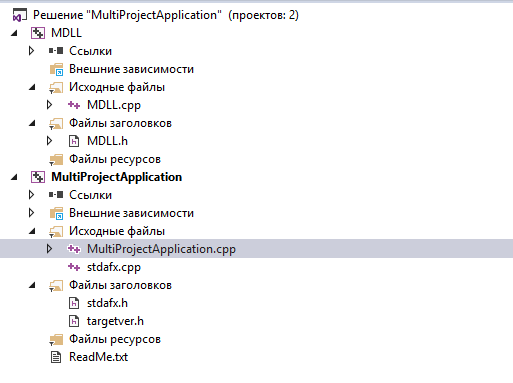 Решение "MultiProjectApplication" (проектов: 2)
MDLL
Ссылки
Внешние зависимости
Исходные файлы
MDLL.cpp
Файлы заголовков
MDLL.h
Файлы ресурсов
MultiProjectApplication
Ссылки
Внешние зависимости
Исходные файлы
MultiProjectApplication.cpp
stdafx.cpp
Файлы заголовков
stdafx.h
targetver.h
Файлы ресурсов
ReadMe.txt